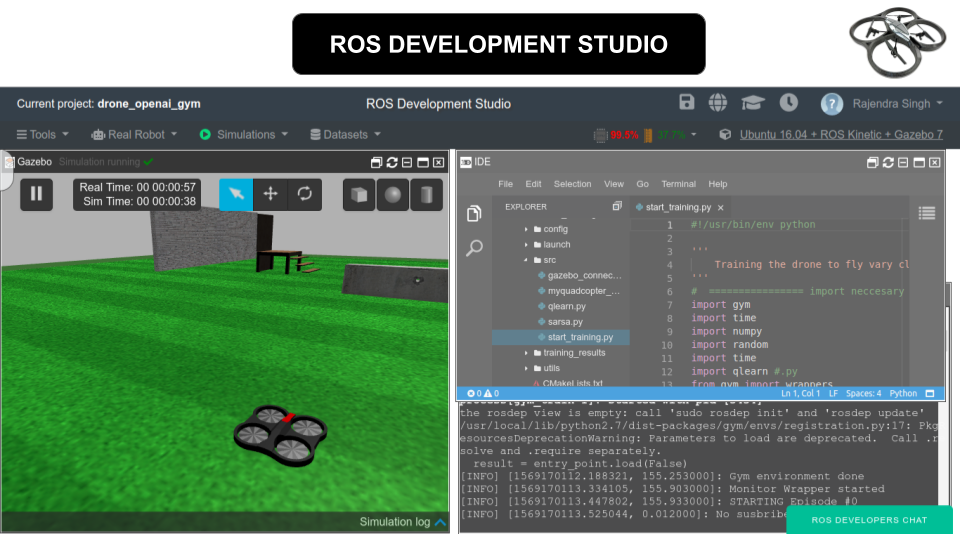 ROS DEVELOPMENT STUDIO
Current project: drone_openai_gym
ROS Development Studio
? Rajendra Singh
Tools
Real Robot
Simulations
Datasets
99.5%
37.7%
Ubuntu 16.04 + ROS Kinetic + Gazebo 7
Gazebo Simulation running
Real Time: 00 00:00:57
Sim Time: 00 00:00:38
Simulation log
IDE
File Edit Selection View Go Terminal Help
EXPLORER
config
launch
src
gazebo_connec...
myquadcopter_...
qlearn.py
sarsa.py
start_training.py
training_results
utils
CMakeLists.txt
start_training.py ×
1 #!/usr/bin/env python
2
3 '''
4 Training the drone to fly vary cl
5 '''
6 # ================ import neccesary
7 import gym
8 import time
9 import numpy
10 import random
11 import time
12 import qlearn #.py
13 from gym import wrappers
0 0
Ln 1, Col 1 LF Spaces: 4 Python
the rosdep view is empty: call 'sudo rosdep init' and 'rosdep update'
/usr/local/lib/python2.7/dist-packages/gym/envs/registration.py:17: Pkg
esourcesDeprecationWarning: Parameters to load are deprecated. Call .r
solve and .require separately.
result = entry_point.load(False)
[INFO] [1569170112.188321, 155.253000]: Gym environment done
[INFO] [1569170113.334105, 155.903000]: Monitor Wrapper started
[INFO] [1569170113.447802, 155.933000]: STARTING Episode #0
[INFO] [1569170113.525044, 0.012000]: No susbribe
ROS DEVELOPERS CHAT